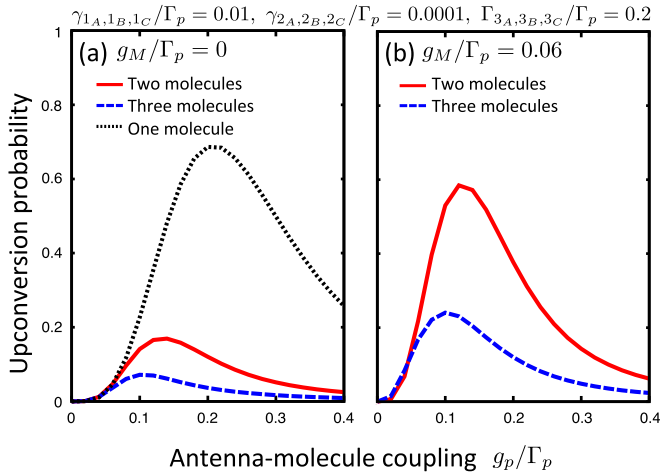 γ1A,1B,1C/Γp = 0.01, γ2A,2B,2C/Γp = 0.0001, Γ3A,3B,3C/Γp = 0.2
(a) gM/Γp = 0
Two molecules
Three molecules
One molecule
(b) gM/Γp = 0.06
Two molecules
Three molecules
Upconversion probability
1
0.8
0.6
0.4
0.2
0
0 0.1 0.2 0.3 0.4
0 0.1 0.2 0.3 0.4
Antenna-molecule coupling gp/Γp